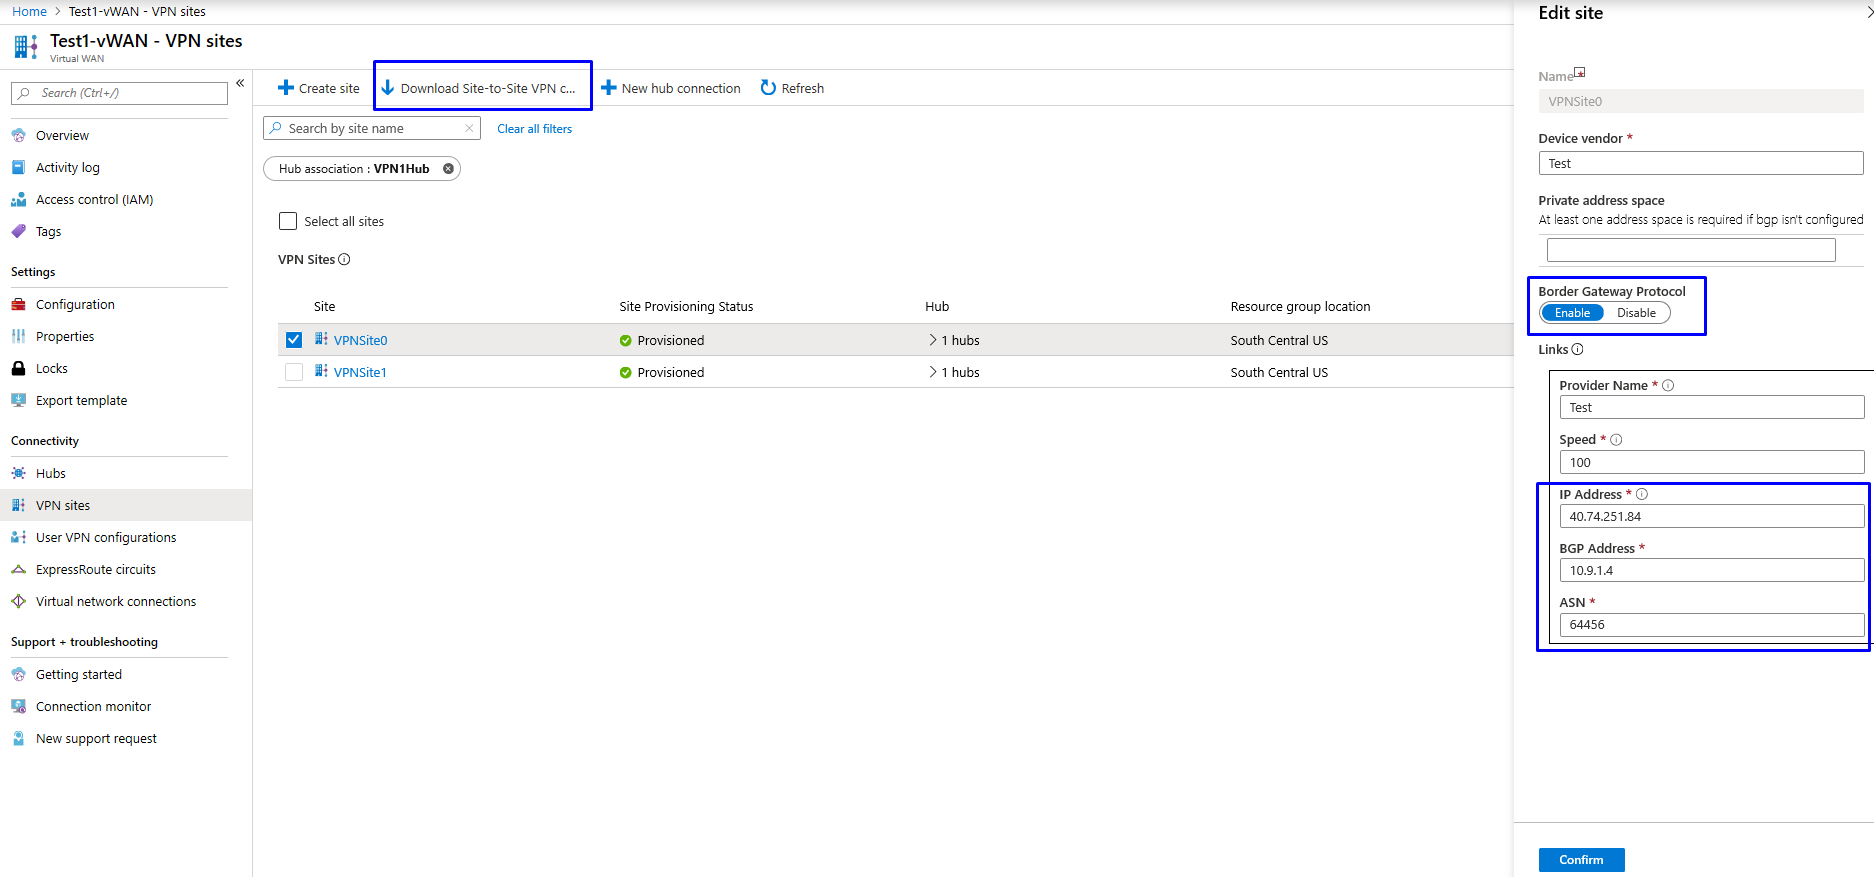 Home > Test1-vWAN - VPN sites
Test1-vWAN - VPN sites
Virtual WAN
Search (Ctrl+/)
«
Overview
Activity log
Access control (IAM)
Tags
Settings
Configuration
Properties
Locks
Export template
Connectivity
Hubs
VPN sites
User VPN configurations
ExpressRoute circuits
Virtual network connections
Support + troubleshooting
Getting started
Connection monitor
New support request
Create site
Download Site-to-Site VPN c...
New hub connection
Refresh
Search by site name
Clear all filters
Hub association : VPN1Hub
Select all sites
VPN Sites
Site Site Provisioning Status Hub Resource group location
VPNSite0 Provisioned > 1 hubs South Central US
VPNSite1 Provisioned > 1 hubs South Central US
Edit site
Name *
VPNSite0
Device vendor *
Test
Private address space
At least one address space is required if bgp isn't configured
Border Gateway Protocol
Enable Disable
Links
Provider Name *
Test
Speed *
100
IP Address *
40.74.251.84
BGP Address *
10.9.1.4
ASN *
64456
Confirm